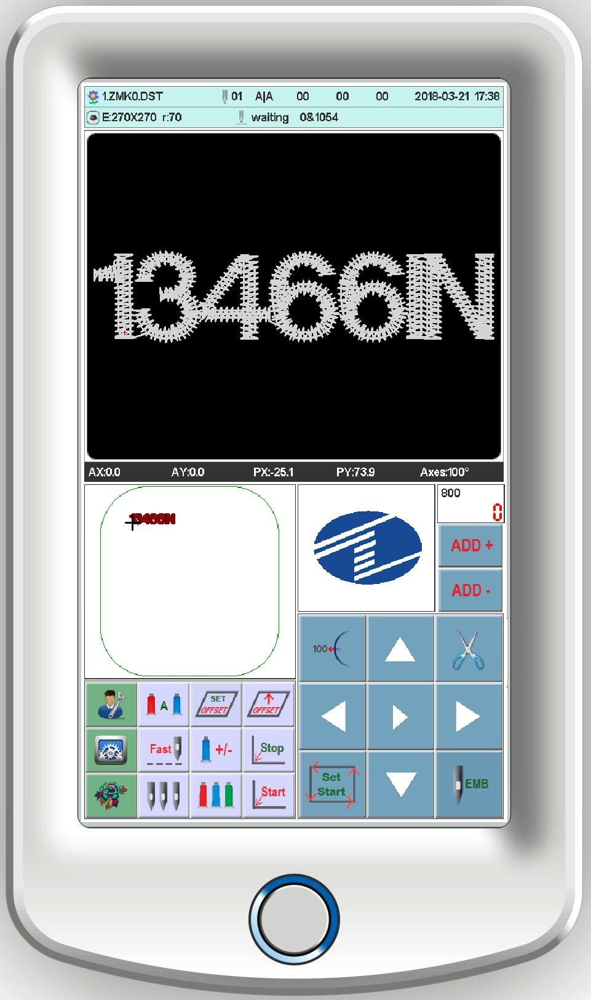 1.ZMK0.DST 01 A|A 00 00 00 2018-03-21 17:38
E:270X270 r:70 waiting 0&1054
13466IN
AX:0.0 AY:0.0 PX:-25.1 PY:73.9 Axes:100°
13466IN
800
0
ADD +
ADD -
100
A
SET
OFFSET
OFFSET
Fast
+/-
Stop
Set
Start
EMB
Start